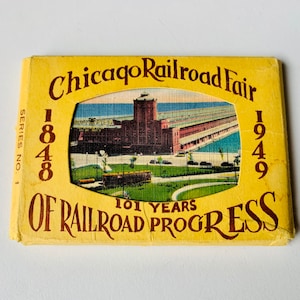 Chicago Railroad Fair
SERIES NO. 1
1848
1949
101 YEARS
OF RAILROAD PROGRESS